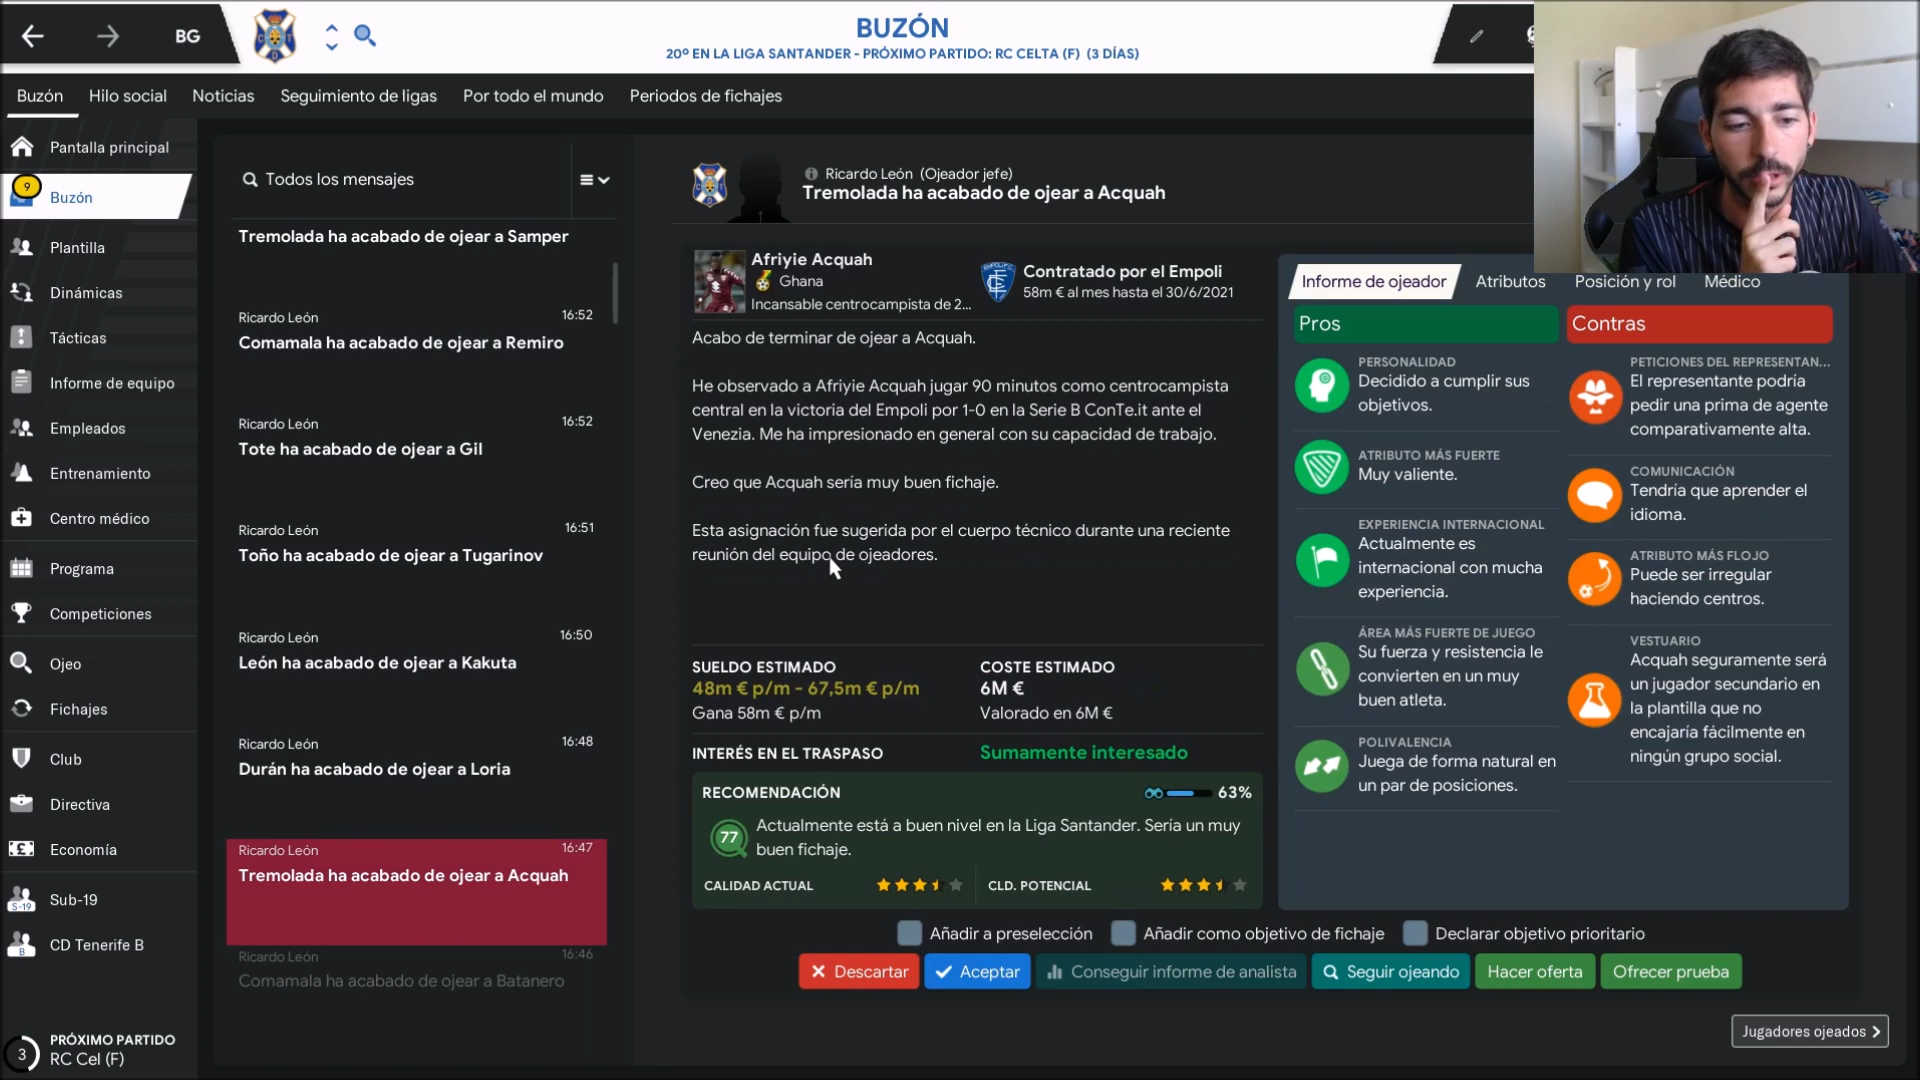 BG
BUZÓN
20º EN LA LIGA SANTANDER - PRÓXIMO PARTIDO: RC CELTA (F) (3 DÍAS)
Buzón
Hilo social
Noticias
Seguimiento de ligas
Por todo el mundo
Periodos de fichajes
Pantalla principal
9
Buzón
Plantilla
Dinámicas
Tácticas
Informe de equipo
Empleados
Entrenamiento
Centro médico
Programa
Competiciones
Ojeo
Fichajes
Club
Directiva
Economía
S-19
Sub-19
B
CD Tenerife B
3
PRÓXIMO PARTIDO
RC Cel (F)
Todos los mensajes
Tremolada ha acabado de ojear a Samper
Ricardo León 16:52
Comamala ha acabado de ojear a Remiro
Ricardo León 16:52
Tote ha acabado de ojear a Gil
Ricardo León 16:51
Toño ha acabado de ojear a Tugarinov
Ricardo León 16:50
León ha acabado de ojear a Kakuta
Ricardo León 16:48
Durán ha acabado de ojear a Loria
Ricardo León 16:47
Tremolada ha acabado de ojear a Acquah
Ricardo León 16:46
Comamala ha acabado de ojear a Batanero
Ricardo León (Ojeador jefe)
Tremolada ha acabado de ojear a Acquah
Afriyie Acquah
Ghana
Incansable centrocampista de 2...
Contratado por el Empoli
58m € al mes hasta el 30/6/2021
Acabo de terminar de ojear a Acquah.
He observado a Afriyie Acquah jugar 90 minutos como centrocampista
central en la victoria del Empoli por 1-0 en la Serie B ConTe.it ante el
Venezia. Me ha impresionado en general con su capacidad de trabajo.
Creo que Acquah sería muy buen fichaje.
Esta asignación fue sugerida por el cuerpo técnico durante una reciente
reunión del equipo de ojeadores.
SUELDO ESTIMADO
48m € p/m - 67,5m € p/m
Gana 58m € p/m
COSTE ESTIMADO
6M €
Valorado en 6M €
INTERÉS EN EL TRASPASO
Sumamente interesado
RECOMENDACIÓN
63%
77
Actualmente está a buen nivel en la Liga Santander. Sería un muy
buen fichaje.
CALIDAD ACTUAL
CLD. POTENCIAL
Informe de ojeador
Atributos
Posición y rol
Médico
Pros
PERSONALIDAD
Decidido a cumplir sus
objetivos.
ATRIBUTO MÁS FUERTE
Muy valiente.
EXPERIENCIA INTERNACIONAL
Actualmente es
internacional con mucha
experiencia.
ÁREA MÁS FUERTE DE JUEGO
Su fuerza y resistencia le
convierten en un muy
buen atleta.
POLIVALENCIA
Juega de forma natural en
un par de posiciones.
Contras
PETICIONES DEL REPRESENTAN...
El representante podría
pedir una prima de agente
comparativamente alta.
COMUNICACIÓN
Tendría que aprender el
idioma.
ATRIBUTO MÁS FLOJO
Puede ser irregular
haciendo centros.
VESTUARIO
Acquah seguramente será
un jugador secundario en
la plantilla que no
encajaría fácilmente en
ningún grupo social.
Añadir a preselección
Añadir como objetivo de fichaje
Declarar objetivo prioritario
Descartar
Aceptar
Conseguir informe de analista
Seguir ojeando
Hacer oferta
Ofrecer prueba
Jugadores ojeados